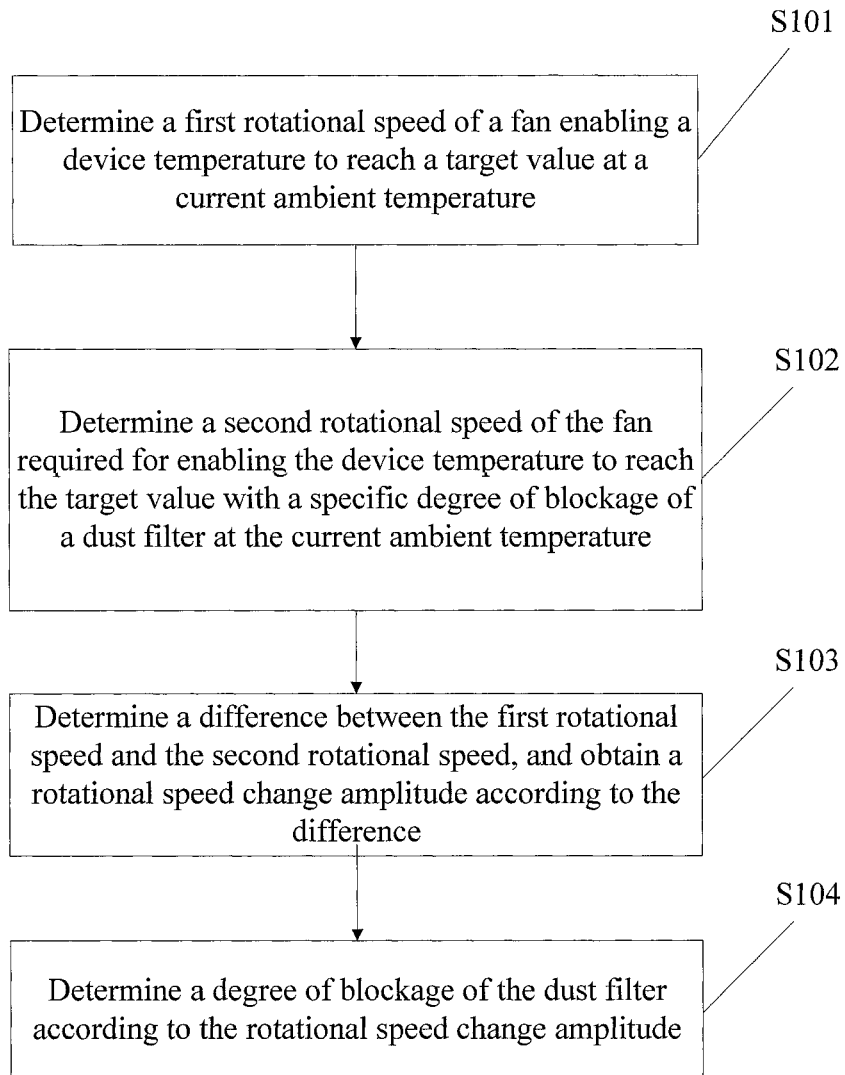 S101
Determine a first rotational speed of a fan enabling a
device temperature to reach a target value at a
current ambient temperature
S102
Determine a second rotational speed of the fan
required for enabling the device temperature to reach
the target value with a specific degree of blockage of
a dust filter at the current ambient temperature
S103
Determine a difference between the first rotational
speed and the second rotational speed, and obtain a
rotational speed change amplitude according to the
difference
S104
Determine a degree of blockage of the dust filter
according to the rotational speed change amplitude